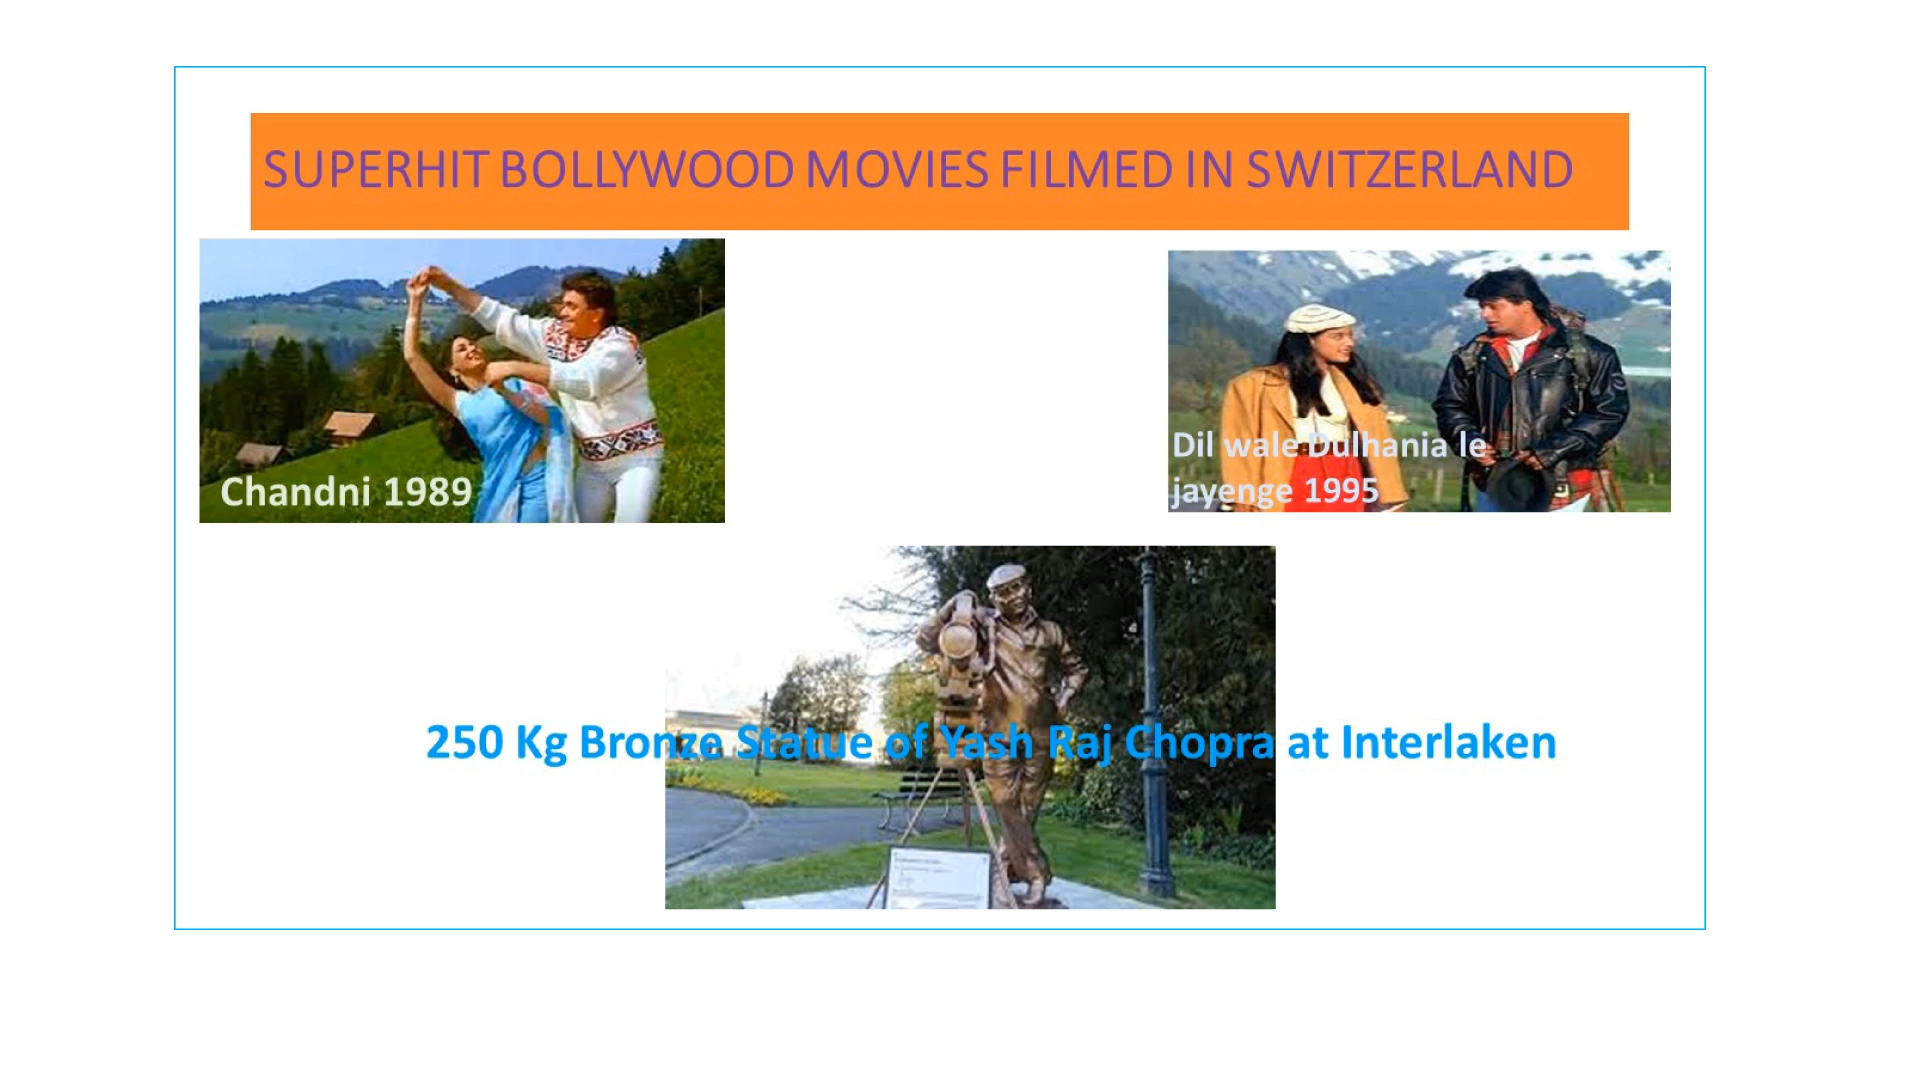 SUPERHIT BOLLYWOOD MOVIES FILMED IN SWITZERLAND
Chandni 1989
Dil wale Dulhania le
jayenge 1995
250 Kg Bronze Statue of Yash Raj Chopra at Interlaken